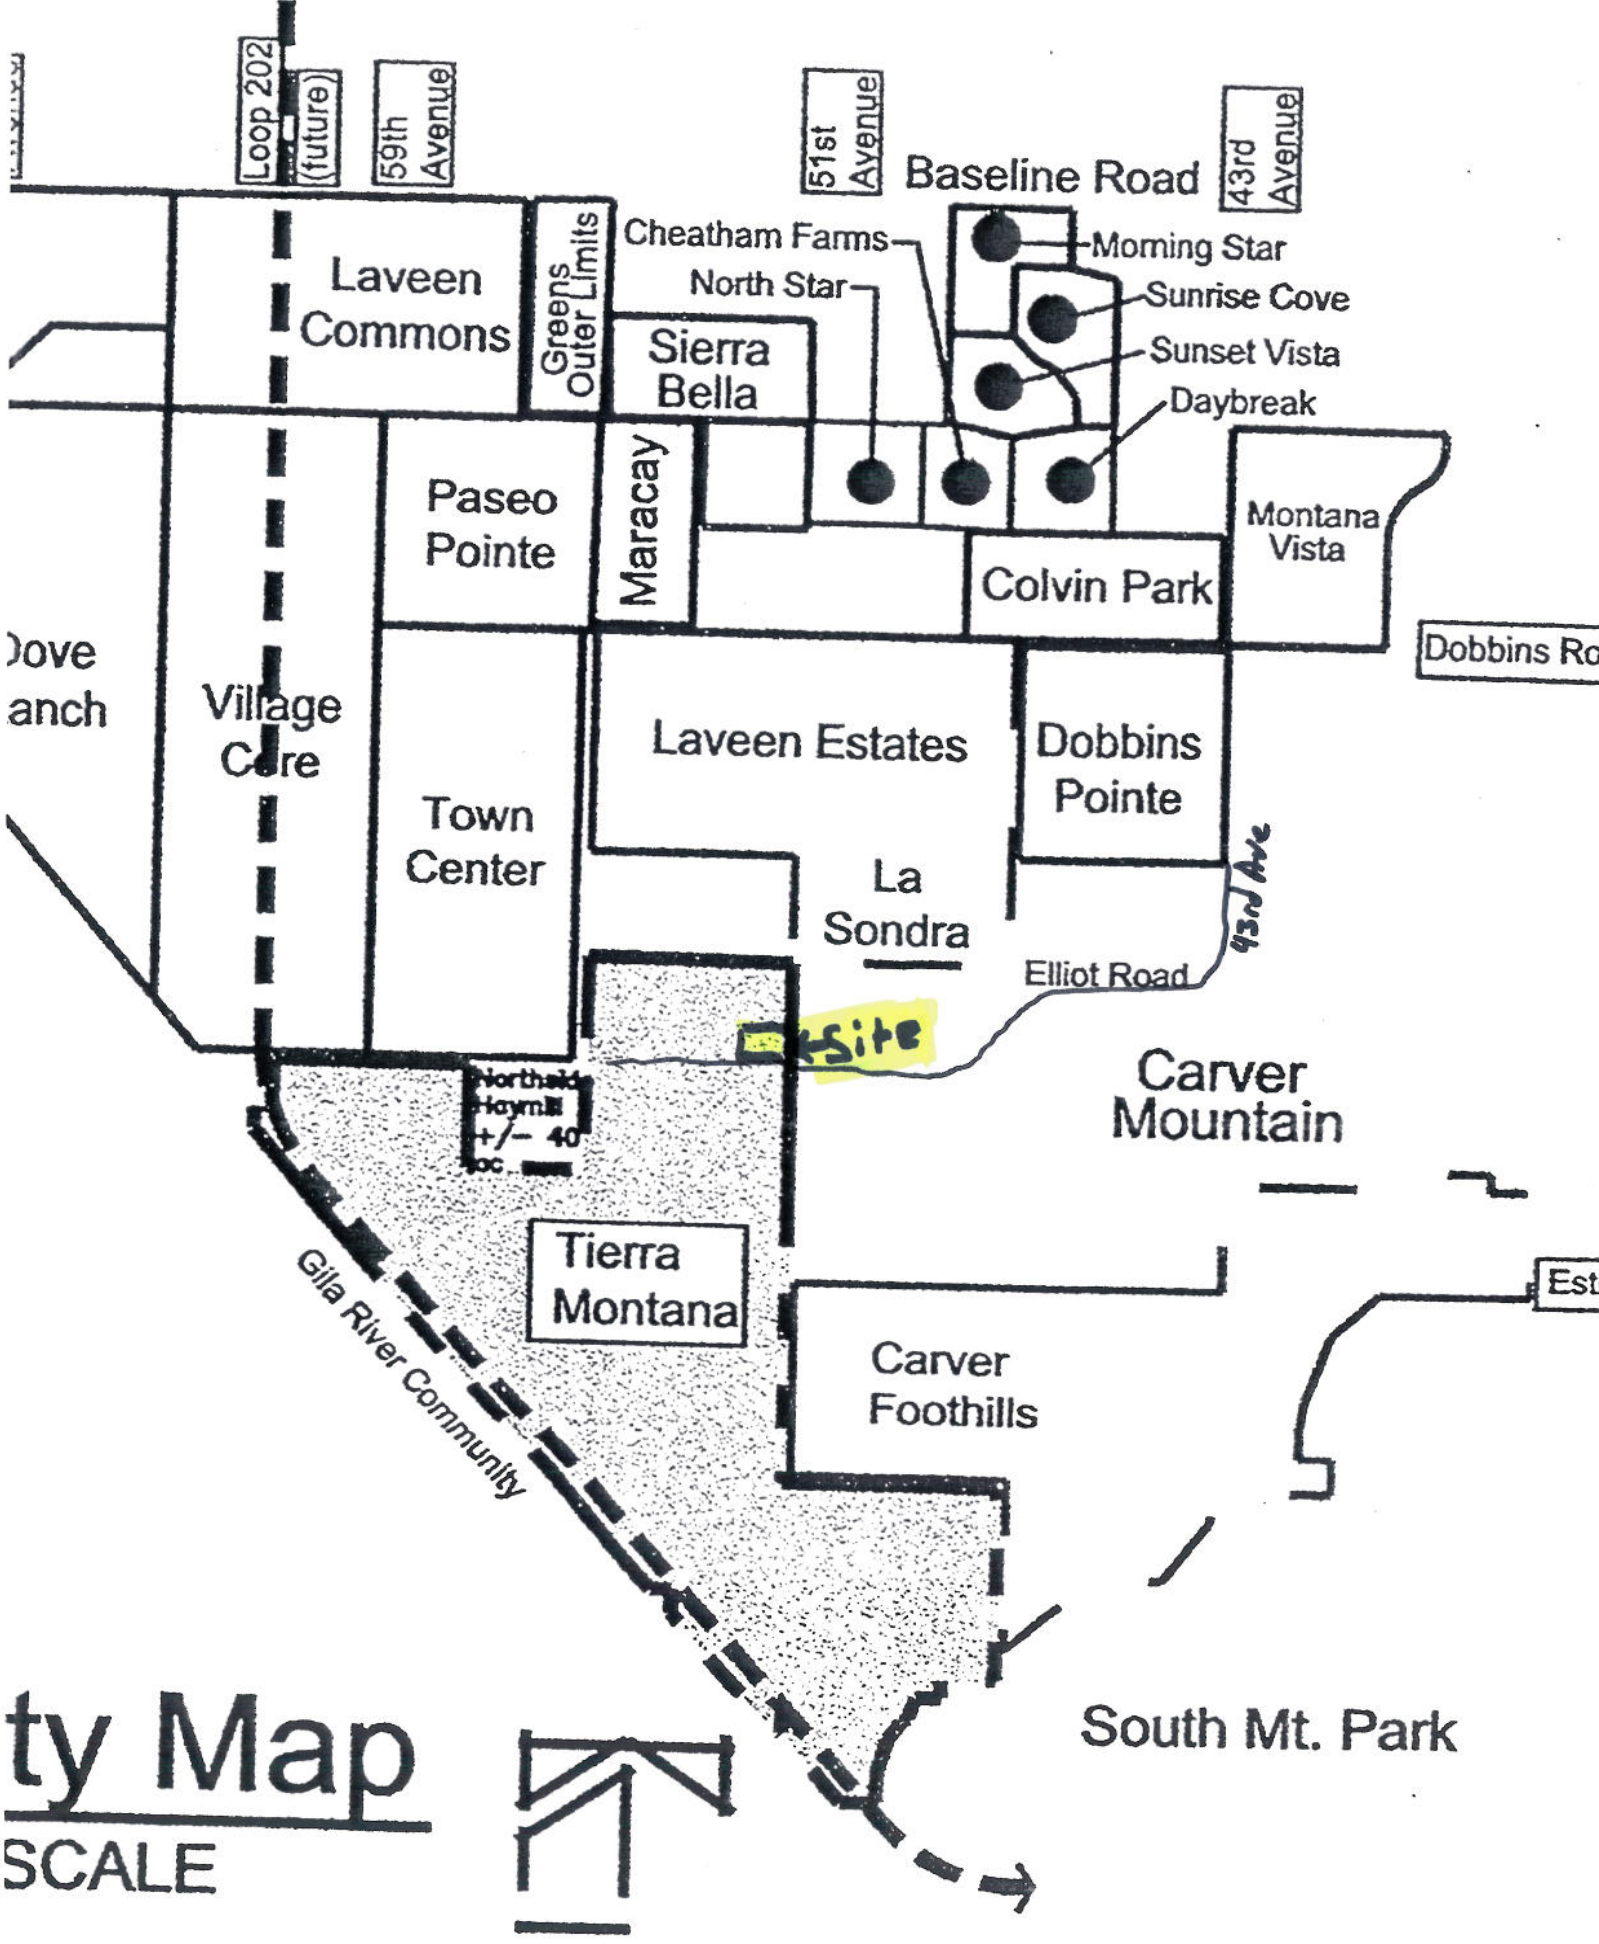 Loop 202
(future)
59th
Avenue
51st
Avenue
43rd
Avenue
Baseline Road
Cheatham Farms
Morning Star
North Star
Sunrise Cove
Sunset Vista
Daybreak
Laveen
Commons
Greens
Outer Limits
Sierra
Bella
Paseo
Pointe
Maracay
Montana
Vista
Colvin Park
Dobbins Ro
Dove
anch
Village
Core
Laveen Estates
Dobbins
Pointe
Town
Center
43rd Ave
La
Sondra
Elliot Road
Site
Carver
Mountain
+/- 40
ac
Tierra
Montana
Gila River Community
Est
Carver
Foothills
South Mt. Park
ty Map
SCALE